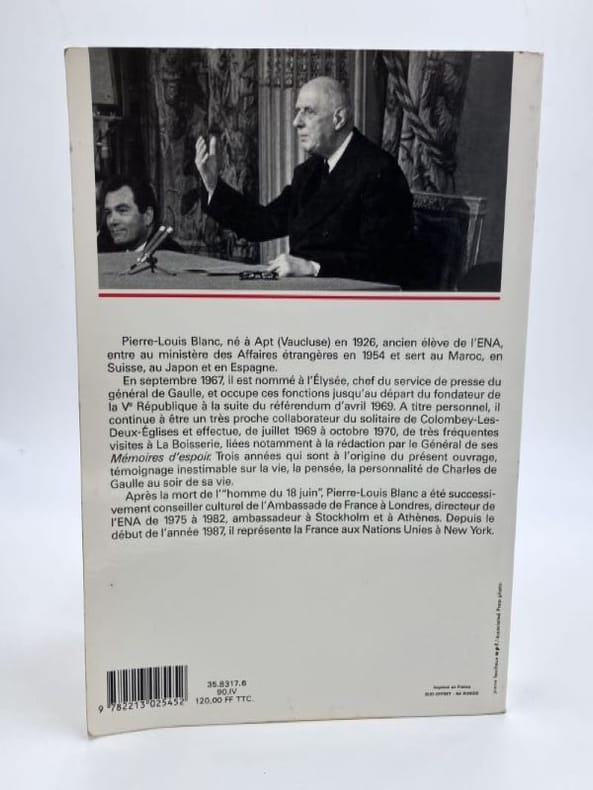 Pierre-Louis Blanc, né à Apt (Vaucluse) en 1926, ancien élève de l'ENA,
entre au ministère des Affaires étrangères en 1954 et sert au Maroc, en
Suisse, au Japon et en Espagne.
En septembre 1967, il est nommé à l'Élysée, chef du service de presse du
général de Gaulle, et occupe ces fonctions jusqu'au départ du fondateur de
la Ve République à la suite du référendum d'avril 1969. A titre personnel, il
continue à être un très proche collaborateur du solitaire de Colombey-Les-
Deux-Églises et effectue, de juillet 1969 à octobre 1970, de très fréquentes
visites à La Boisserie, liées notamment à la rédaction par le Général de ses
Mémoires d'espoir. Trois années qui sont à l'origine du présent ouvrage,
témoignage inestimable sur la vie, la pensée, la personnalité de Charles de
Gaulle au soir de sa vie.
Après la mort de l'"homme du 18 juin", Pierre-Louis Blanc a été successi-
vement conseiller culturel de l'Ambassade de France à Londres, directeur de
l'ENA de 1975 à 1982, ambassadeur à Stockholm et à Athènes. Depuis le
début de l'année 1987, il représente la France aux Nations Unies à New York.
35.8317.6
90.IV
120,00 FF TTC.
9 782213 025452
Imprimé en France